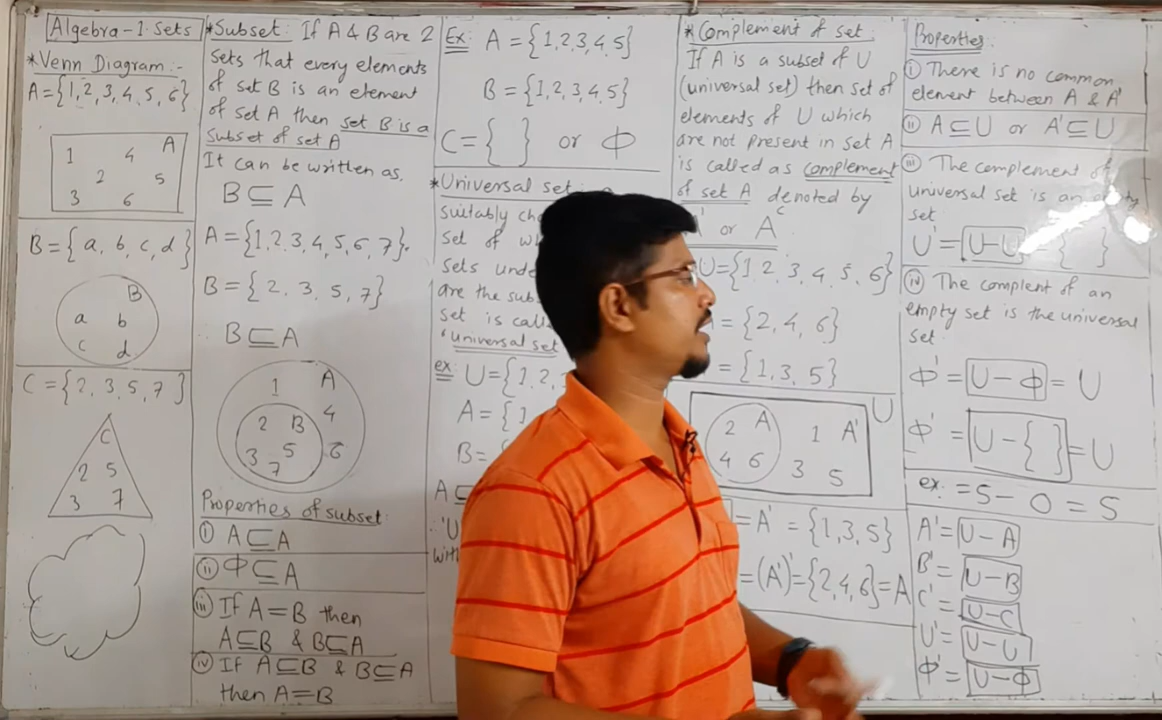 Algebra-1. Sets
*Venn Diagram:-
A={1,2,3,4,5,6}
1 4 A
2 5
3 6
B={a, b, c, d}
B
a b
c d
C={2, 3, 5, 7}
C
2 5
3 7
*Subset: If A & B are 2
sets that every elements
of set B is an element
of set A then set B is a
subset of set A
It can be written as,
B⊆A
A={1,2,3,4,5,6,7}.
B={2, 3, 5, 7}
B⊆A
1 A
2 B 4
3 5 6
7
Properties of subset:
i) A⊆A
ii) Φ⊆A
iii) If A=B then
A⊆B & B⊆A
iv) If A⊆B & B⊆A
then A=B
Ex: A={1,2,3,4,5}
B={1,2,3,4,5}
C={ } or Φ
*Universal set: a
suitably
set of
sets
are the
set is
'universal set
ex: U={1,2,
A={1
B=
A
'U
*Complement of set:
If A is a subset of U
(universal set) then set of
elements of U which
are not present in set A
is called as complement
of set A denoted by
' or Aᶜ
U={1 2, 3, 4, 5, 6}
={2, 4, 6}
={1, 3, 5}
U
2 A 1 A'
4 6 3 5
=A' = {1,3,5}
=(A')'={2,4,6}=A
Properties:
i) There is no common
element between A & A'
ii) A⊆U or A'⊆U
iii) The complement of
universal set is an
set
U'=U-U { }
iv) The complent of an
empty set is the universal
set.
Φ'=U-Φ=U
Φ'=U-{ }=U
ex: =5-0=5
A'=U-A
B'=U-B
C'=U-C
U'=U-U
Φ'=U-Φ